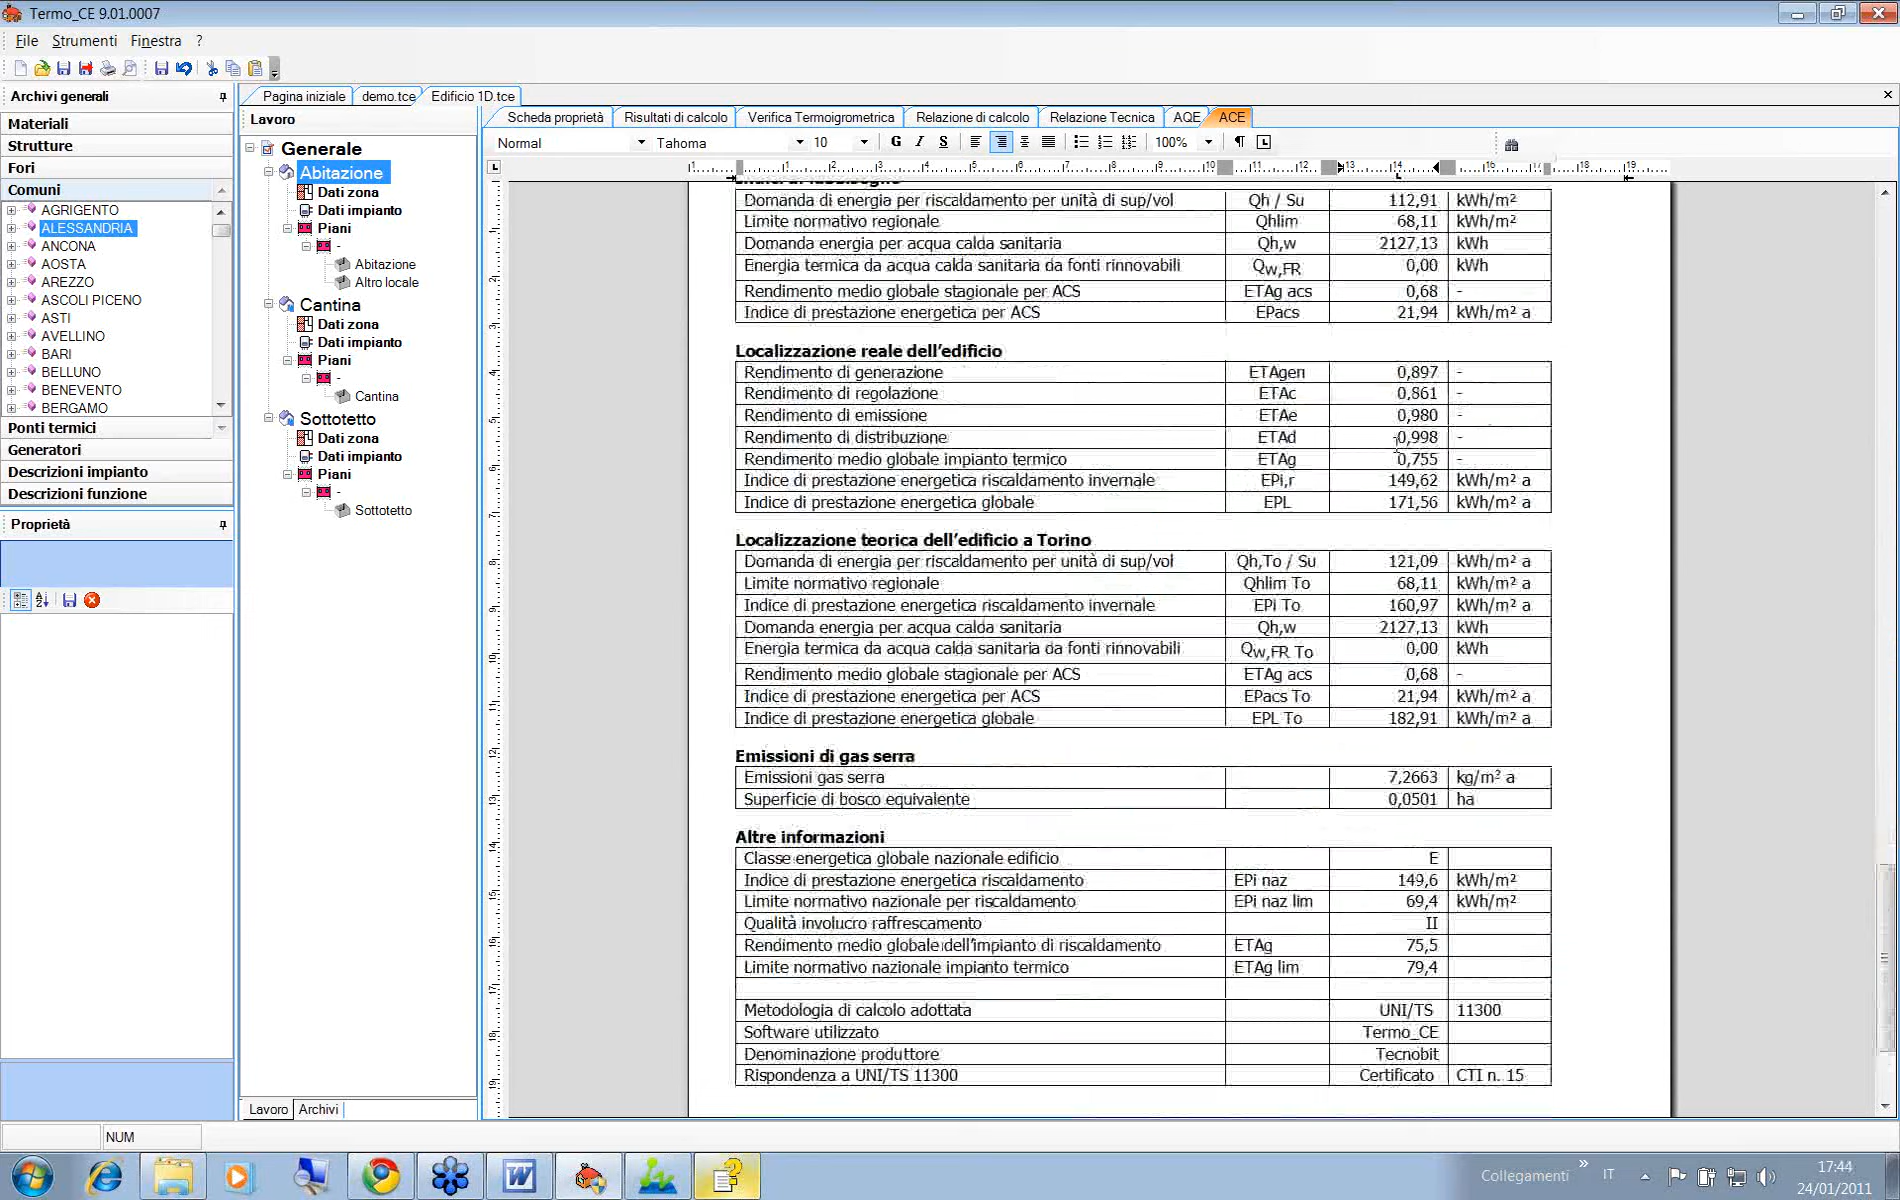 Termo_CE 9.01.0007
File Strumenti Finestra ?
Archivi generali
Materiali
Strutture
Fori
Comuni
AGRIGENTO
ALESSANDRIA
ANCONA
AOSTA
AREZZO
ASCOLI PICENO
ASTI
AVELLINO
BARI
BELLUNO
BENEVENTO
BERGAMO
Ponti termici
Generatori
Descrizioni impianto
Descrizioni funzione
Proprietà
Pagina iniziale demo.tce Edificio 1D.tce
Lavoro
Generale
Abitazione
Dati zona
Dati impianto
Piani
-
Abitazione
Altro locale
Cantina
Dati zona
Dati impianto
Piani
-
Cantina
Sottotetto
Dati zona
Dati impianto
Piani
-
Sottotetto
Lavoro Archivi
Scheda proprietà Risultati di calcolo Verifica Termoigrometrica Relazione di calcolo Relazione Tecnica AQE ACE
Normal Tahoma 10 G I S 100% ¶
Domanda di energia per riscaldamento per unità di sup/vol Qh / Su 112,91 kWh/m²
Limite normativo regionale Qhlim 68,11 kWh/m²
Domanda energia per acqua calda sanitaria Qh,w 2127,13 kWh
Energia termica da acqua calda sanitaria da fonti rinnovabili Qw,FR 0,00 kWh
Rendimento medio globale stagionale per ACS ETAg acs 0,68 -
Indice di prestazione energetica per ACS EPacs 21,94 kWh/m² a
Localizzazione reale dell'edificio
Rendimento di generazione ETAgen 0,897 -
Rendimento di regolazione ETAc 0,861 -
Rendimento di emissione ETAe 0,980 -
Rendimento di distribuzione ETAd 0,998 -
Rendimento medio globale impianto termico ETAg 0,755 -
Indice di prestazione energetica riscaldamento invernale EPi,r 149,62 kWh/m² a
Indice di prestazione energetica globale EPL 171,56 kWh/m² a
Localizzazione teorica dell'edificio a Torino
Domanda di energia per riscaldamento per unità di sup/vol Qh,To / Su 121,09 kWh/m² a
Limite normativo regionale Qhlim To 68,11 kWh/m² a
Indice di prestazione energetica riscaldamento invernale EPi To 160,97 kWh/m² a
Domanda energia per acqua calda sanitaria Qh,w 2127,13 kWh
Energia termica da acqua calda sanitaria da fonti rinnovabili Qw,FR To 0,00 kWh
Rendimento medio globale stagionale per ACS ETAg acs 0,68 -
Indice di prestazione energetica per ACS EPacs To 21,94 kWh/m² a
Indice di prestazione energetica globale EPL To 182,91 kWh/m² a
Emissioni di gas serra
Emissioni gas serra 7,2663 kg/m² a
Superficie di bosco equivalente 0,0501 ha
Altre informazioni
Classe energetica globale nazionale edificio E
Indice di prestazione energetica riscaldamento EPi naz 149,6 kWh/m²
Limite normativo nazionale per riscaldamento EPi naz lim 69,4 kWh/m²
Qualità involucro raffrescamento II
Rendimento medio globale dell'impianto di riscaldamento ETAg 75,5
Limite normativo nazionale impianto termico ETAg lim 79,4
Metodologia di calcolo adottata UNI/TS 11300
Software utilizzato Termo_CE
Denominazione produttore Tecnobit
Rispondenza a UNI/TS 11300 Certificato CTI n. 15
NUM
Collegamenti » IT 17:44
24/01/2011